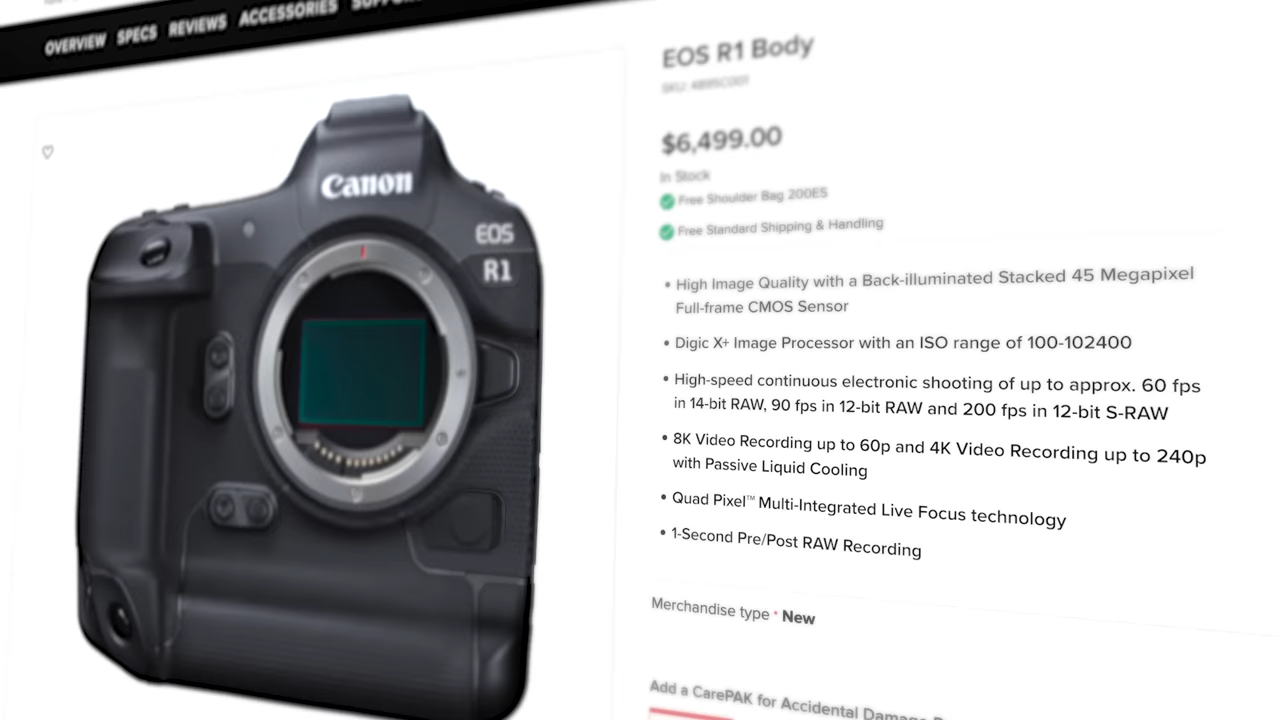 OVERVIEW SPECS REVIEWS ACCESSORIES
EOS R1 Body
$6,499.00
In Stock
Free Shoulder Bag 200ES
Free Standard Shipping & Handling
Canon
EOS
R1
• High Image Quality with a Back-illuminated Stacked 45 Megapixel
Full-frame CMOS Sensor
• Digic X+ Image Processor with an ISO range of 100-102400
• High-speed continuous electronic shooting of up to approx. 60 fps
in 14-bit RAW, 90 fps in 12-bit RAW and 200 fps in 12-bit S-RAW
• 8K Video Recording up to 60p and 4K Video Recording up to 240p
with Passive Liquid Cooling
• Quad Pixel™ Multi-Integrated Live Focus technology
• 1-Second Pre/Post RAW Recording
Merchandise type * New
Add a CarePAK for Accidental Damage